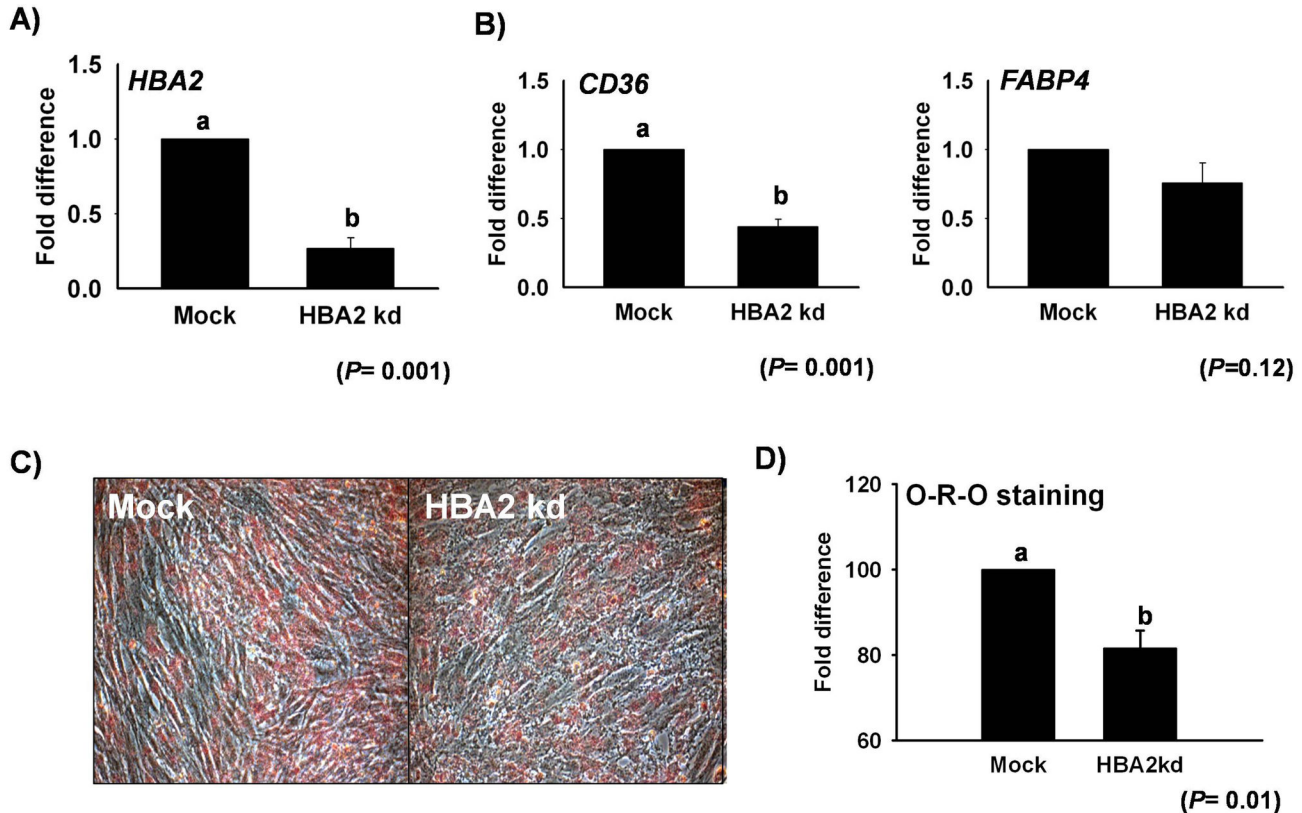 A)
HBA2
1.5
1.0
0.5
0.0
Fold difference
a
b
Mock HBA2 kd
(P= 0.001)
B)
CD36
1.5
1.0
0.5
0.0
Fold difference
a
b
Mock HBA2 kd
(P= 0.001)
FABP4
1.5
1.0
0.5
0.0
Fold difference
Mock HBA2 kd
(P=0.12)
C)
Mock HBA2 kd
D)
O-R-O staining
120
100
80
60
Fold difference
a
b
Mock HBA2kd
(P= 0.01)